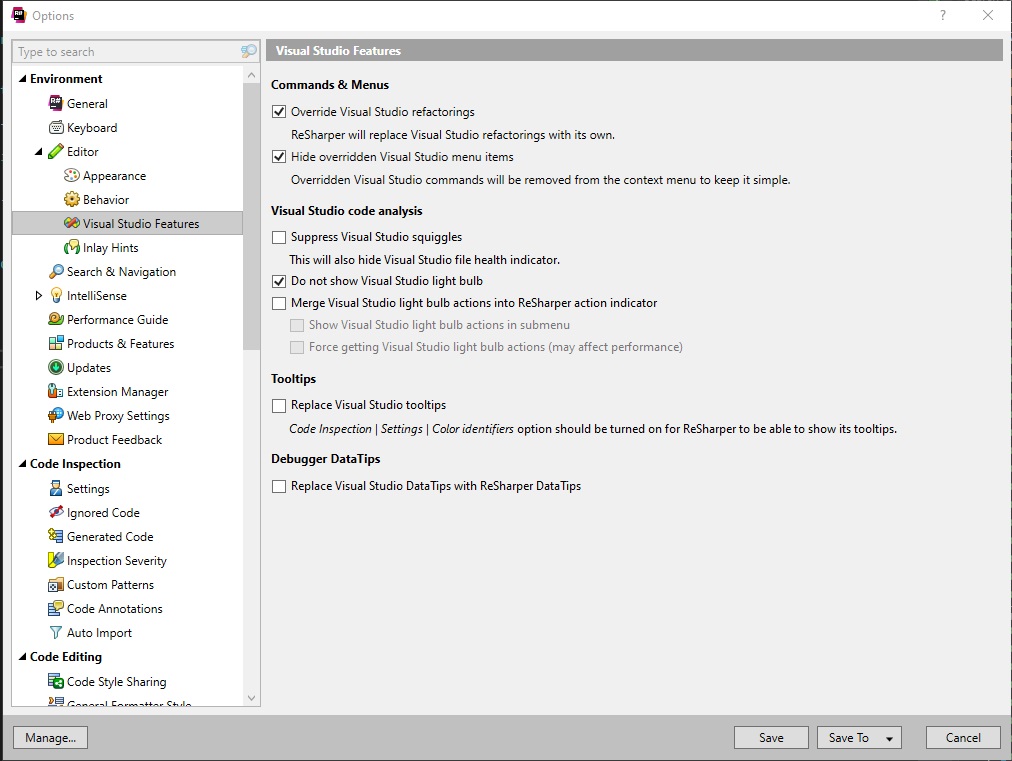 Options
?
Type to search
Environment
General
Keyboard
Editor
Appearance
Behavior
Visual Studio Features
Inlay Hints
Search & Navigation
IntelliSense
Performance Guide
Products & Features
Updates
Extension Manager
Web Proxy Settings
Product Feedback
Code Inspection
Settings
Ignored Code
Generated Code
Inspection Severity
Custom Patterns
Code Annotations
Auto Import
Code Editing
Code Style Sharing
General Formatter Style
Visual Studio Features
Commands & Menus
Override Visual Studio refactorings
ReSharper will replace Visual Studio refactorings with its own.
Hide overridden Visual Studio menu items
Overridden Visual Studio commands will be removed from the context menu to keep it simple.
Visual Studio code analysis
Suppress Visual Studio squiggles
This will also hide Visual Studio file health indicator.
Do not show Visual Studio light bulb
Merge Visual Studio light bulb actions into ReSharper action indicator
Show Visual Studio light bulb actions in submenu
Force getting Visual Studio light bulb actions (may affect performance)
Tooltips
Replace Visual Studio tooltips
Code Inspection | Settings | Color identifiers option should be turned on for ReSharper to be able to show its tooltips.
Debugger DataTips
Replace Visual Studio DataTips with ReSharper DataTips
Manage...
Save
Save To
Cancel